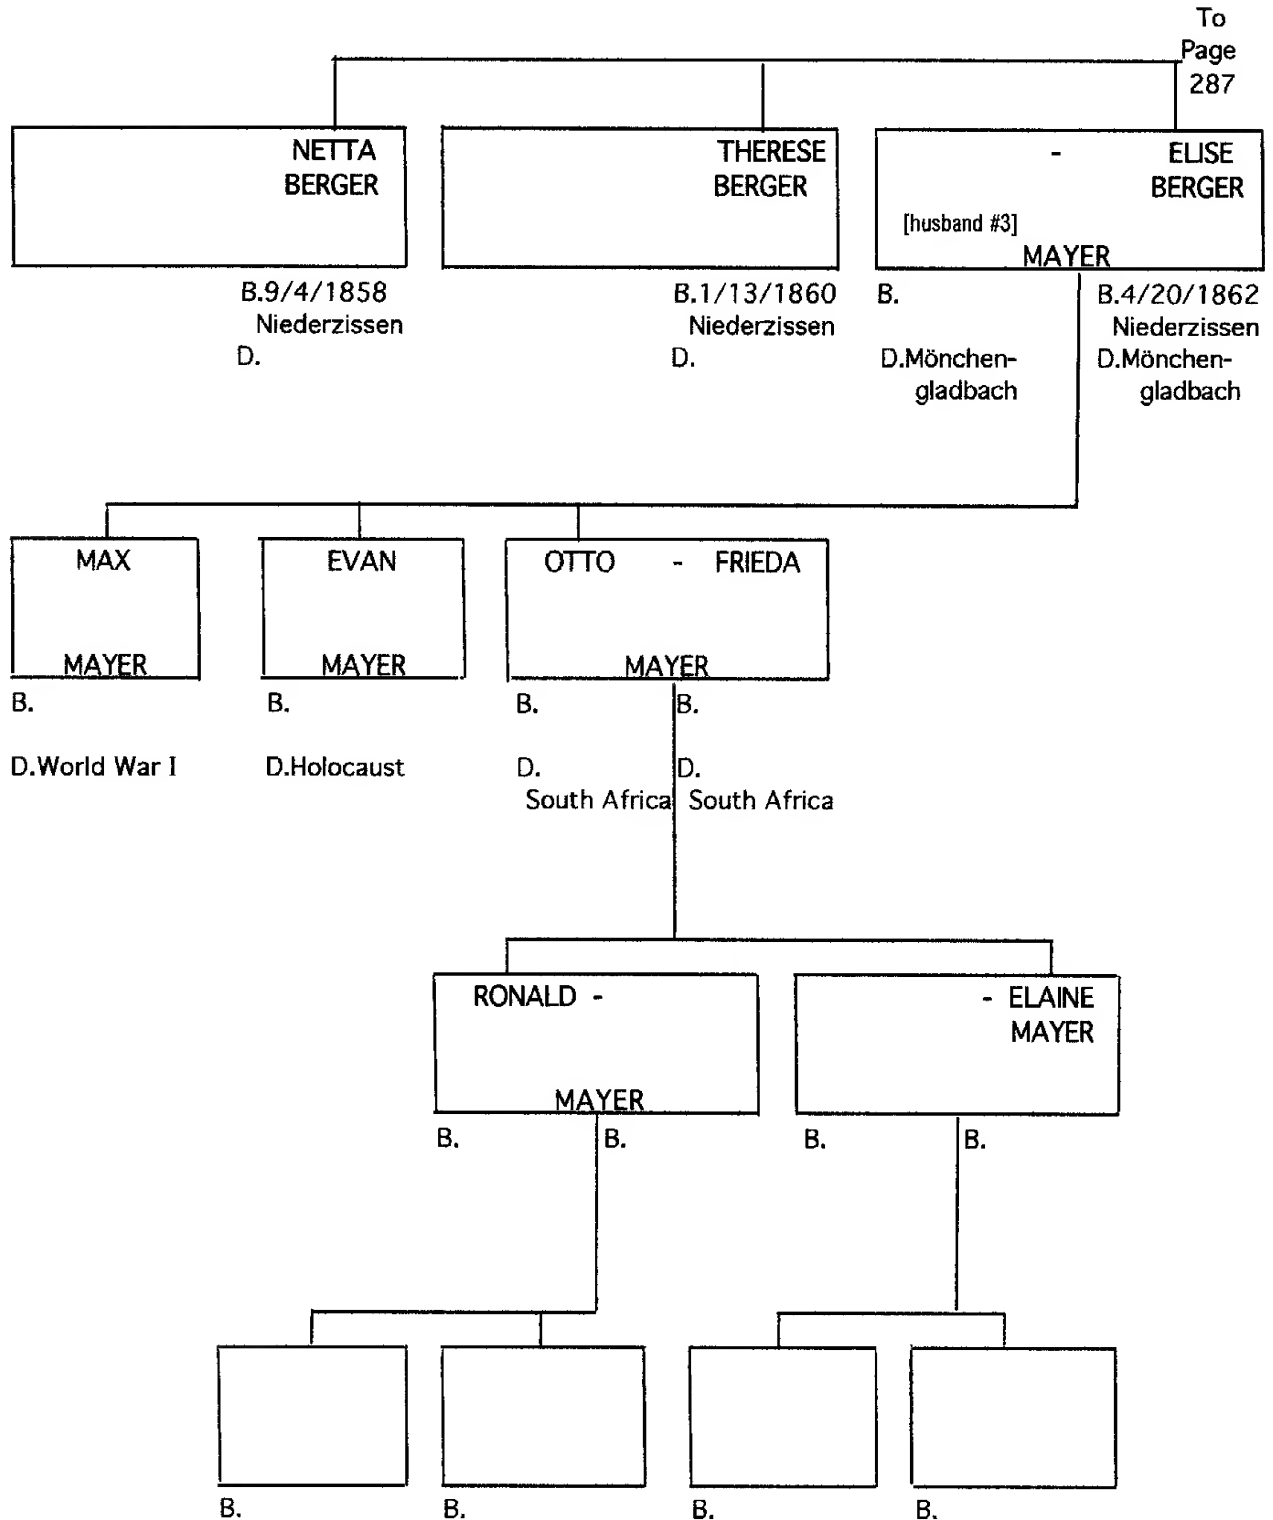 To
Page
287
NETTA
BERGER
THERESE
BERGER
- ELISE
BERGER
[husband #3]
MAYER
B.9/4/1858
Niederzissen
D.
B.1/13/1860
Niederzissen
D.
B.
D.Mönchen-
gladbach
B.4/20/1862
Niederzissen
D.Mönchen-
gladbach
MAX
MAYER
B.
D.World War I
EVAN
MAYER
B.
D.Holocaust
OTTO - FRIEDA
MAYER
B. B.
D. D.
South Africa South Africa
RONALD -
MAYER
B. B.
- ELAINE
MAYER
B. B.
B. B. B. B.